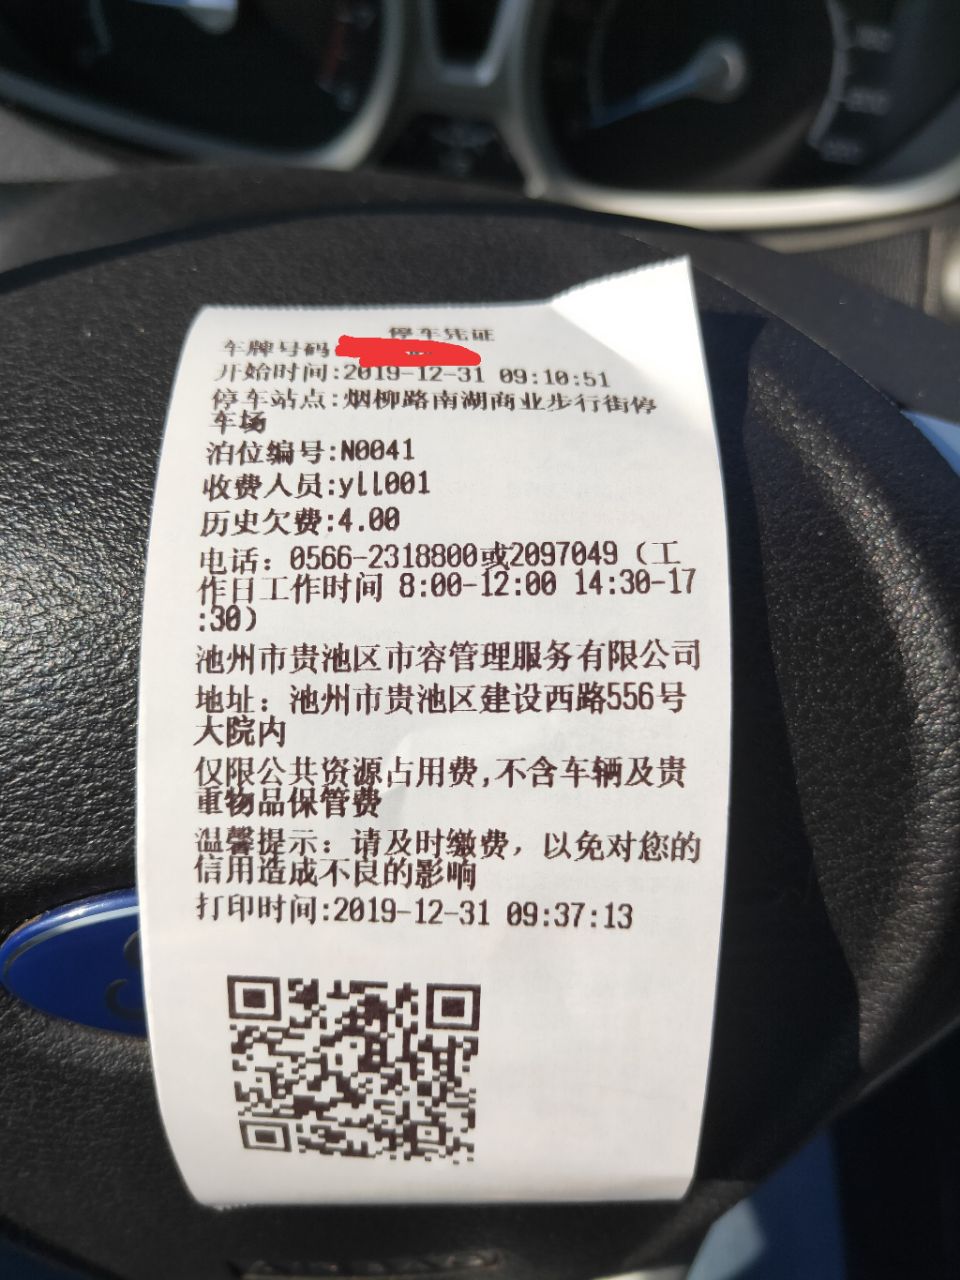 停车凭证
车牌号码
开始时间:2019-12-31 09:10:51
停车站点:烟柳路南湖商业步行街停
车场
泊位编号:N0041
收费人员:yll001
历史欠费:4.00
电话：0566-2318800或2097049（工
作日工作时间 8:00-12:00 14:30-17
:30）
池州市贵池区市容管理服务有限公司
地址：池州市贵池区建设西路556号
大院内
仅限公共资源占用费,不含车辆及贵
重物品保管费
温馨提示：请及时缴费，以免对您的
信用造成不良的影响
打印时间:2019-12-31 09:37:13